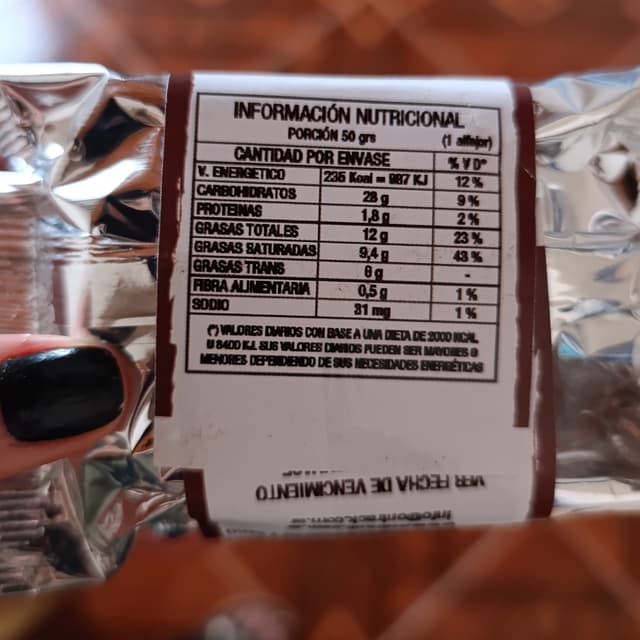 INFORMACIÓN NUTRICIONAL
PORCIÓN 50 grs (1 alfajor)
CANTIDAD POR ENVASE % V D*
V. ENERGETICO 235 Kcal = 987 KJ 12 %
CARBOHIDRATOS 28 g 9 %
PROTEINAS 1,8 g 2 %
GRASAS TOTALES 12 g 23 %
GRASAS SATURADAS 9,4 g 43 %
GRASAS TRANS 0 g -
FIBRA ALIMENTARIA 0,5 g 1 %
SODIO 31 mg 1 %
(*) VALORES DIARIOS CON BASE A UNA DIETA DE 2000 KCAL
U 8400 KJ. SUS VALORES DIARIOS PUEDEN SER MAYORES O
MENORES DEPENDIENDO DE SUS NECESIDADES ENERGÉTICAS
VER FECHA DE VENCIMIENTO